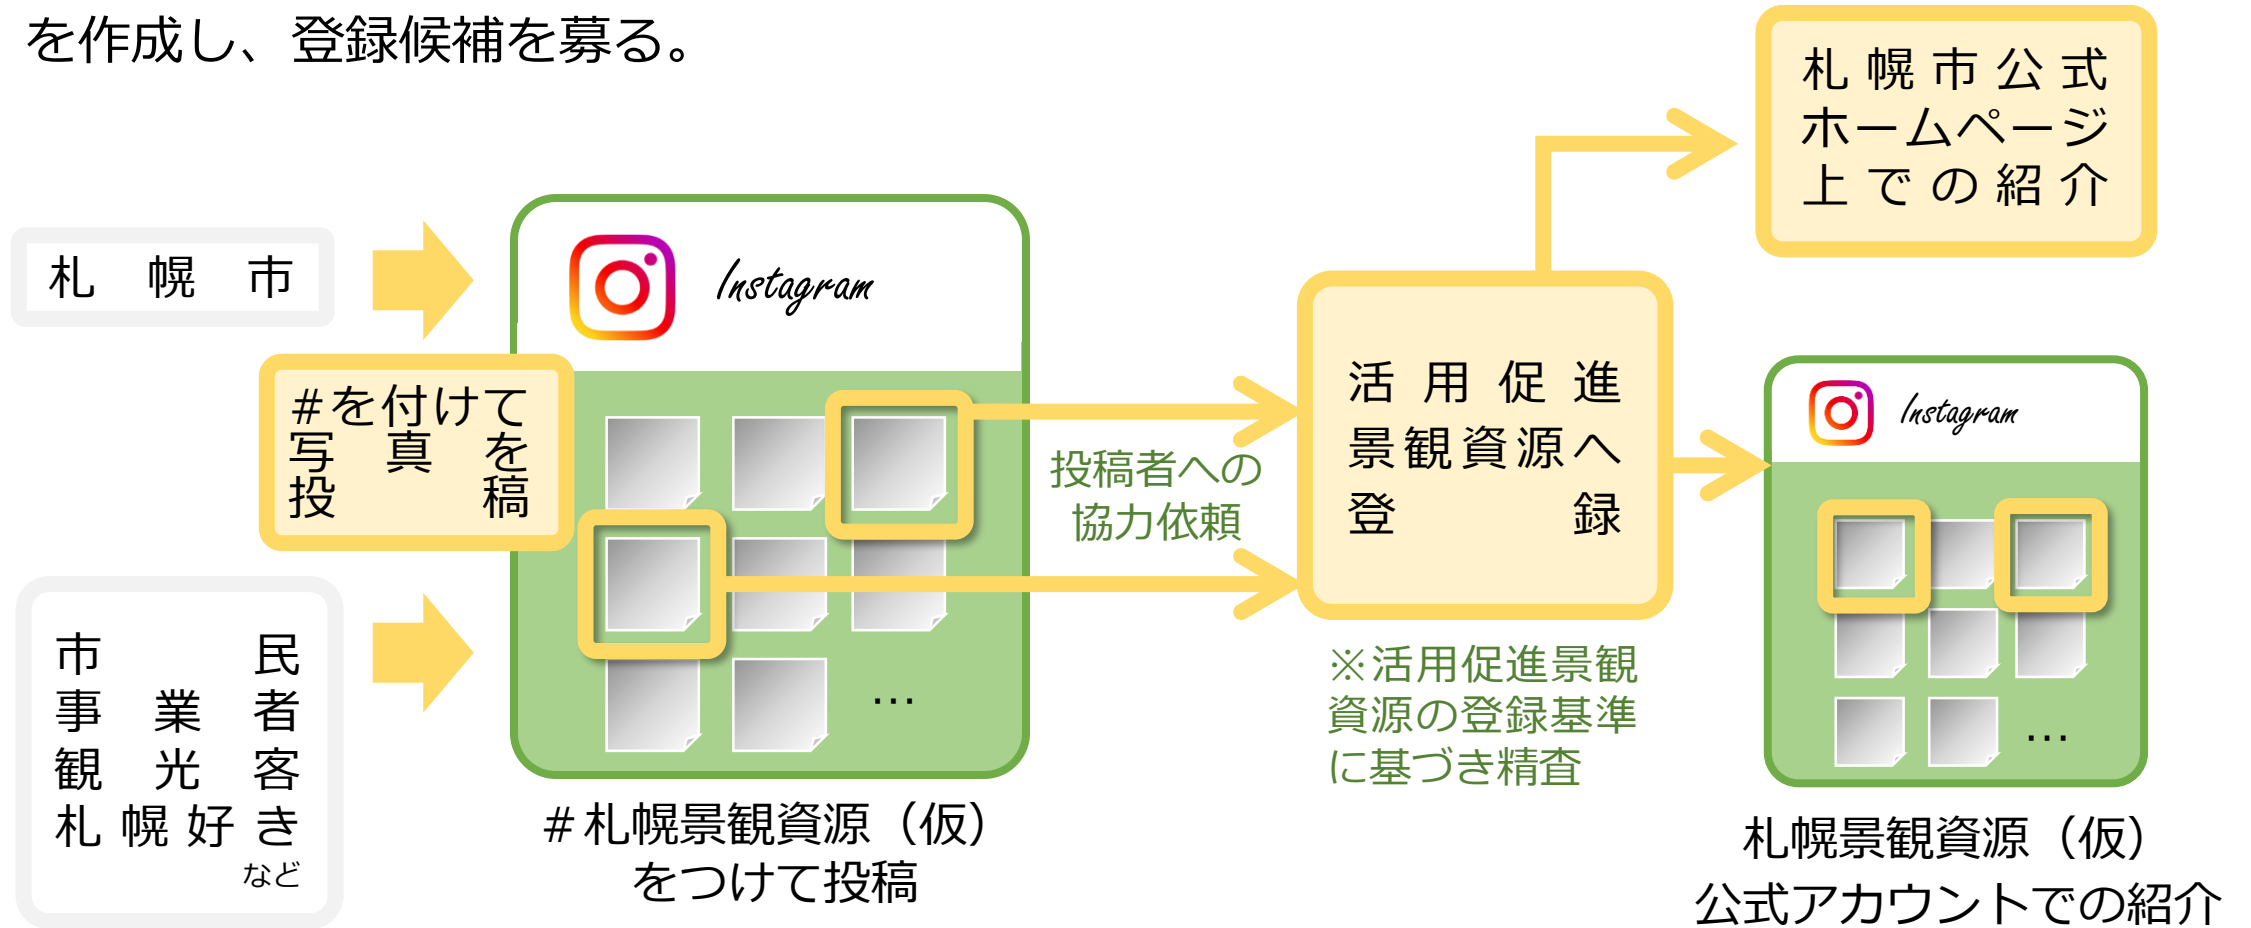 を作成し、登録候補を募る。
札幌市
#を付けて
写真を
投稿
市民
事業者
観光客
札幌好き
など
Instagram
…
#札幌景観資源（仮）
をつけて投稿
投稿者への
協力依頼
活用促進
景観資源へ
登録
※活用促進景観
資源の登録基準
に基づき精査
札幌市公式
ホームページ
上での紹介
Instagram
…
札幌景観資源（仮）
公式アカウントでの紹介